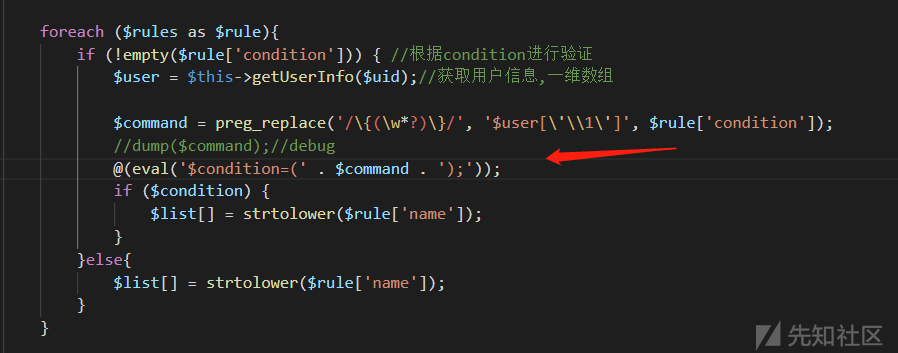 foreach ($rules as $rule){
if (!empty($rule['condition'])) { //根据condition进行验证
$user = $this->getUserInfo($uid);//获取用户信息,一维数组
$command = preg_replace('/\{(\w*?)\}/', '$user[\'\\1\']', $rule['condition']);
//dump($command);//debug
@(eval('$condition=(' . $command . ');'));
if ($condition) {
$list[] = strtolower($rule['name']);
}
}else{
$list[] = strtolower($rule['name']);
}
}
先知社区